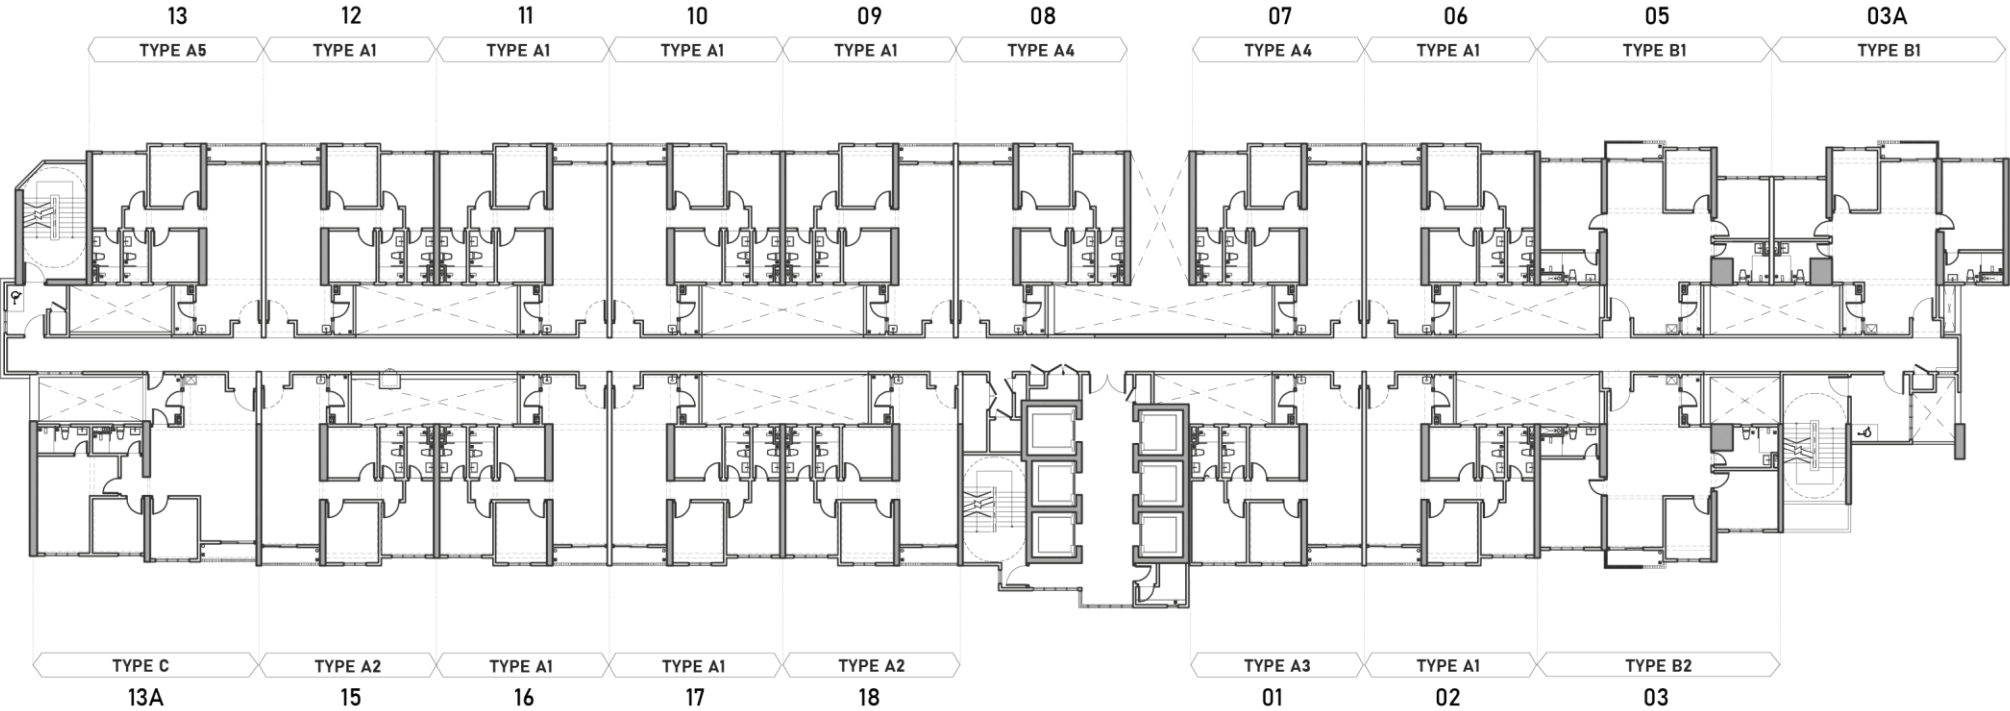 13 12 11 10 09 08 07 06 05 03A
TYPE A5 TYPE A1 TYPE A1 TYPE A1 TYPE A1 TYPE A4 TYPE A4 TYPE A1 TYPE B1 TYPE B1
TYPE C TYPE A2 TYPE A1 TYPE A1 TYPE A2 TYPE A3 TYPE A1 TYPE B2
13A 15 16 17 18 01 02 03